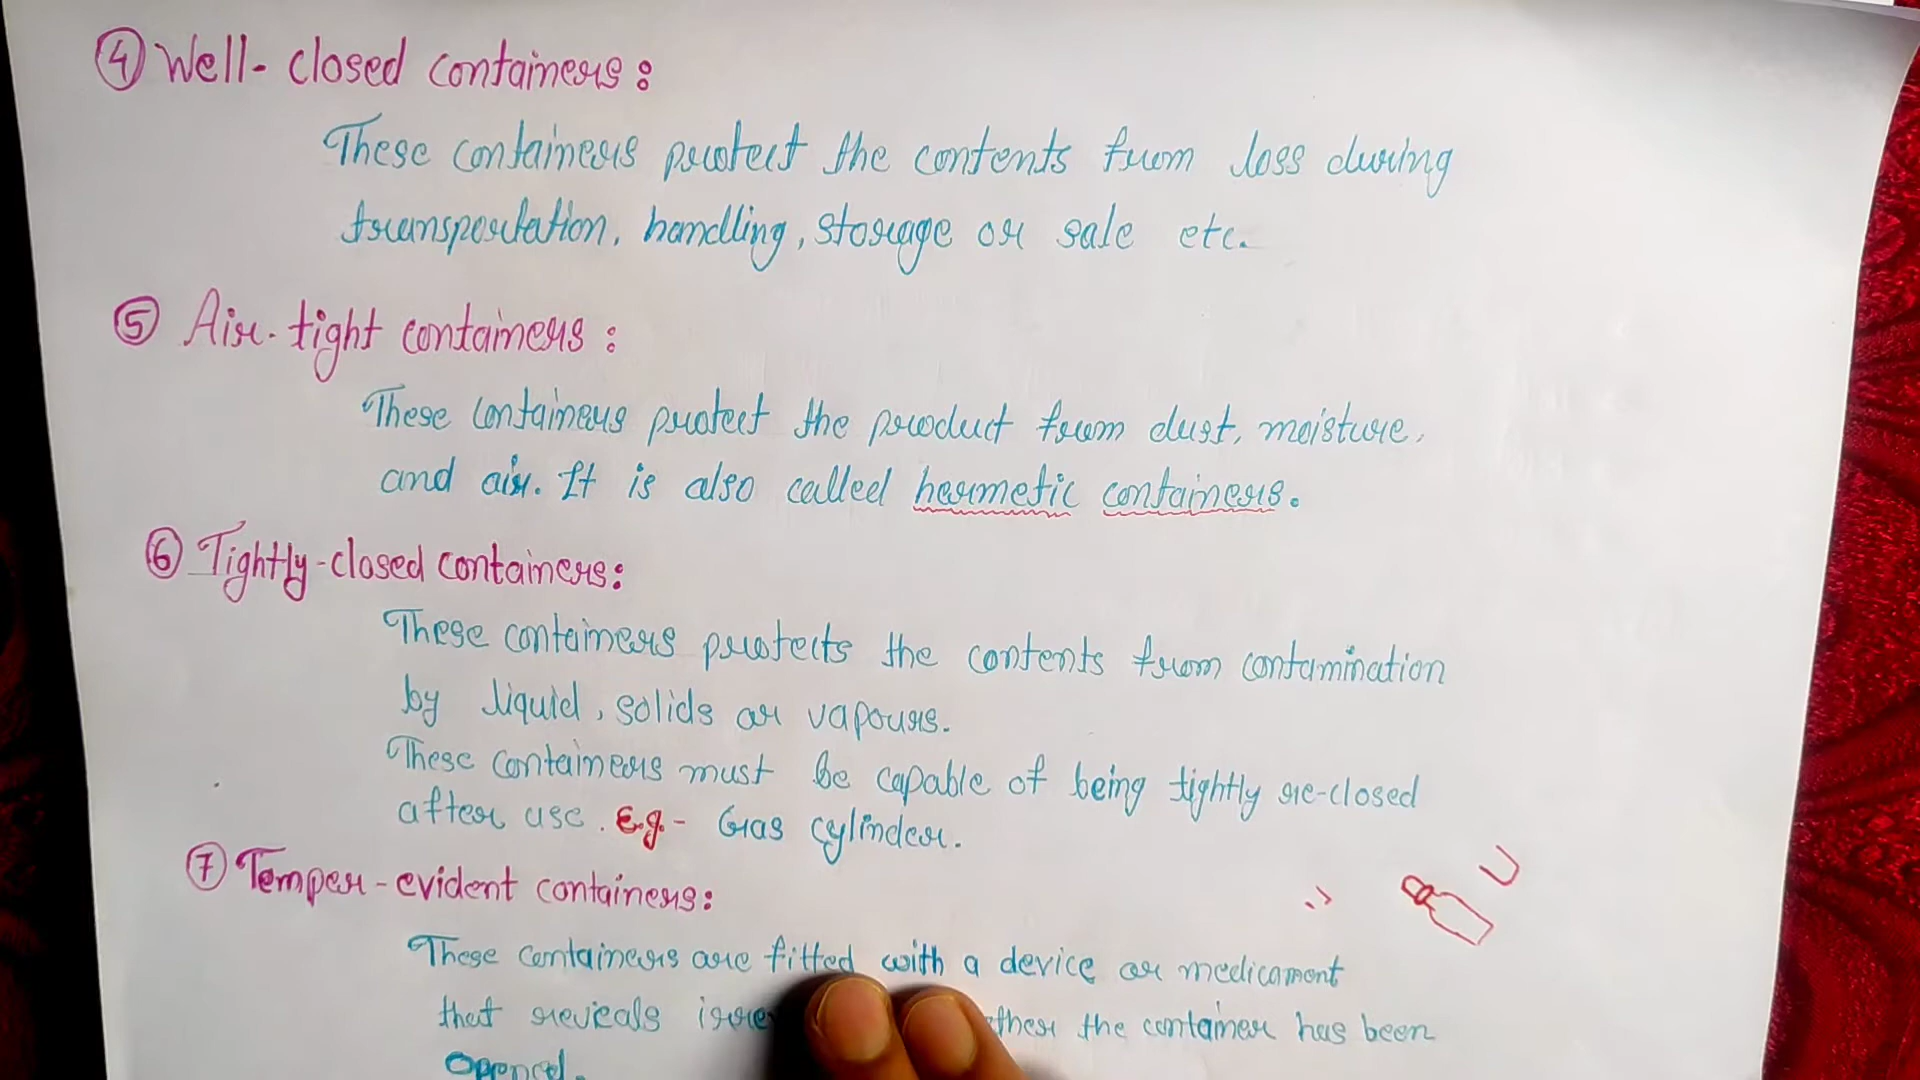 ④ Well-closed containers:
These containers protect the contents from loss during
transportation, handling, storage or sale etc.
⑤ Air-tight containers:
These containers protect the product from dust, moisture,
and air. It is also called hermetic containers.
⑥ Tightly-closed containers:
These containers protects the contents from contamination
by liquid, solids or vapours.
These containers must be capable of being tightly re-closed
after use. E.g.- Gas cylinder.
⑦ Temper-evident containers:
These containers are fitted with a device or medicament
that reveals the container has been
opened.